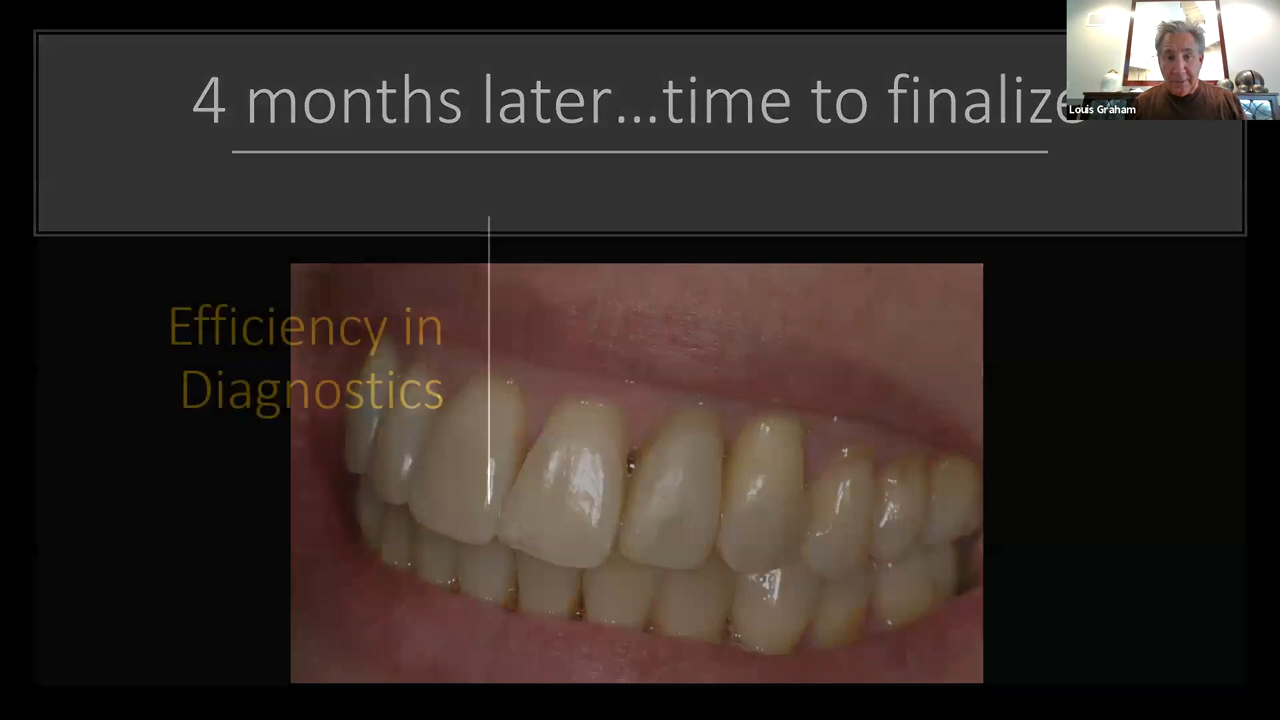 4 months later...time to finalize
Louis Graham
Efficiency in
Diagnostics